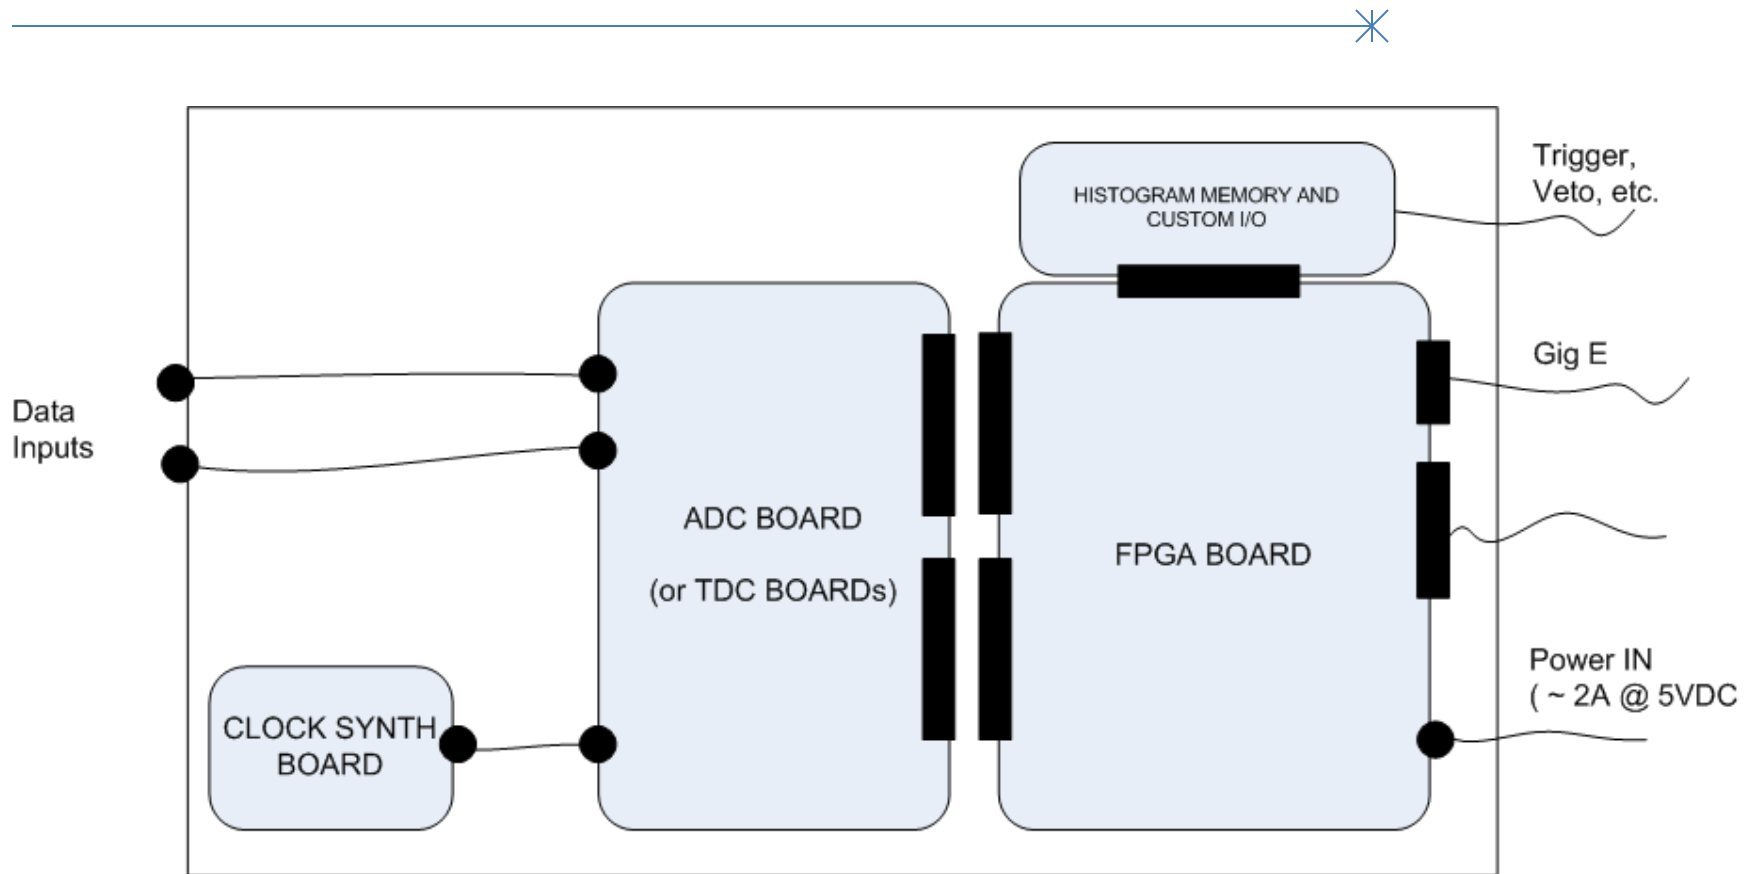 Trigger,
Veto, etc.
HISTOGRAM MEMORY AND
CUSTOM I/O
Gig E
Data
Inputs
ADC BOARD
(or TDC BOARDs)
FPGA BOARD
Power IN
( ~ 2A @ 5VDC
CLOCK SYNTH
BOARD